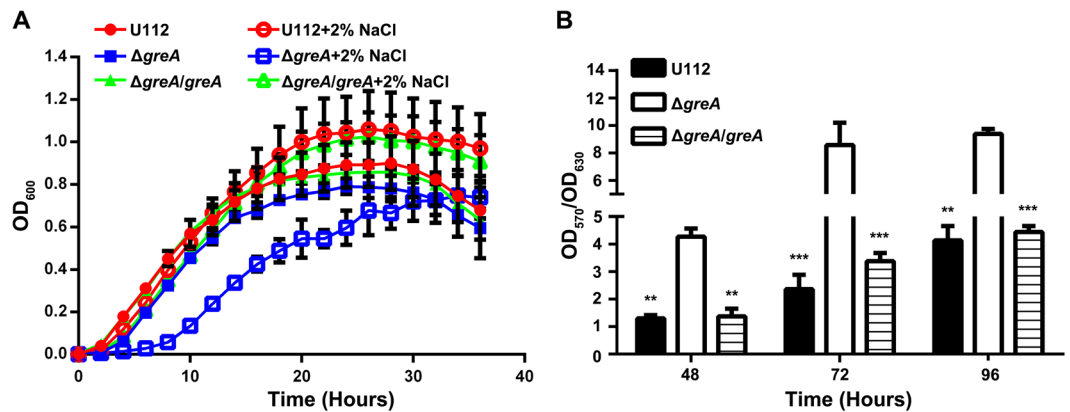 A
U112
U112+2% NaCl
ΔgreA
ΔgreA+2% NaCl
ΔgreA/greA
ΔgreA/greA+2% NaCl
1.4
1.2
1.0
0.8
0.6
0.4
0.2
0.0
OD600
0 10 20 30 40
Time (Hours)
B
U112
ΔgreA
ΔgreA/greA
14
12
10
8
6
5
4
3
2
1
0
OD570/OD630
** **
*** ***
** ***
48 72 96
Time (Hours)